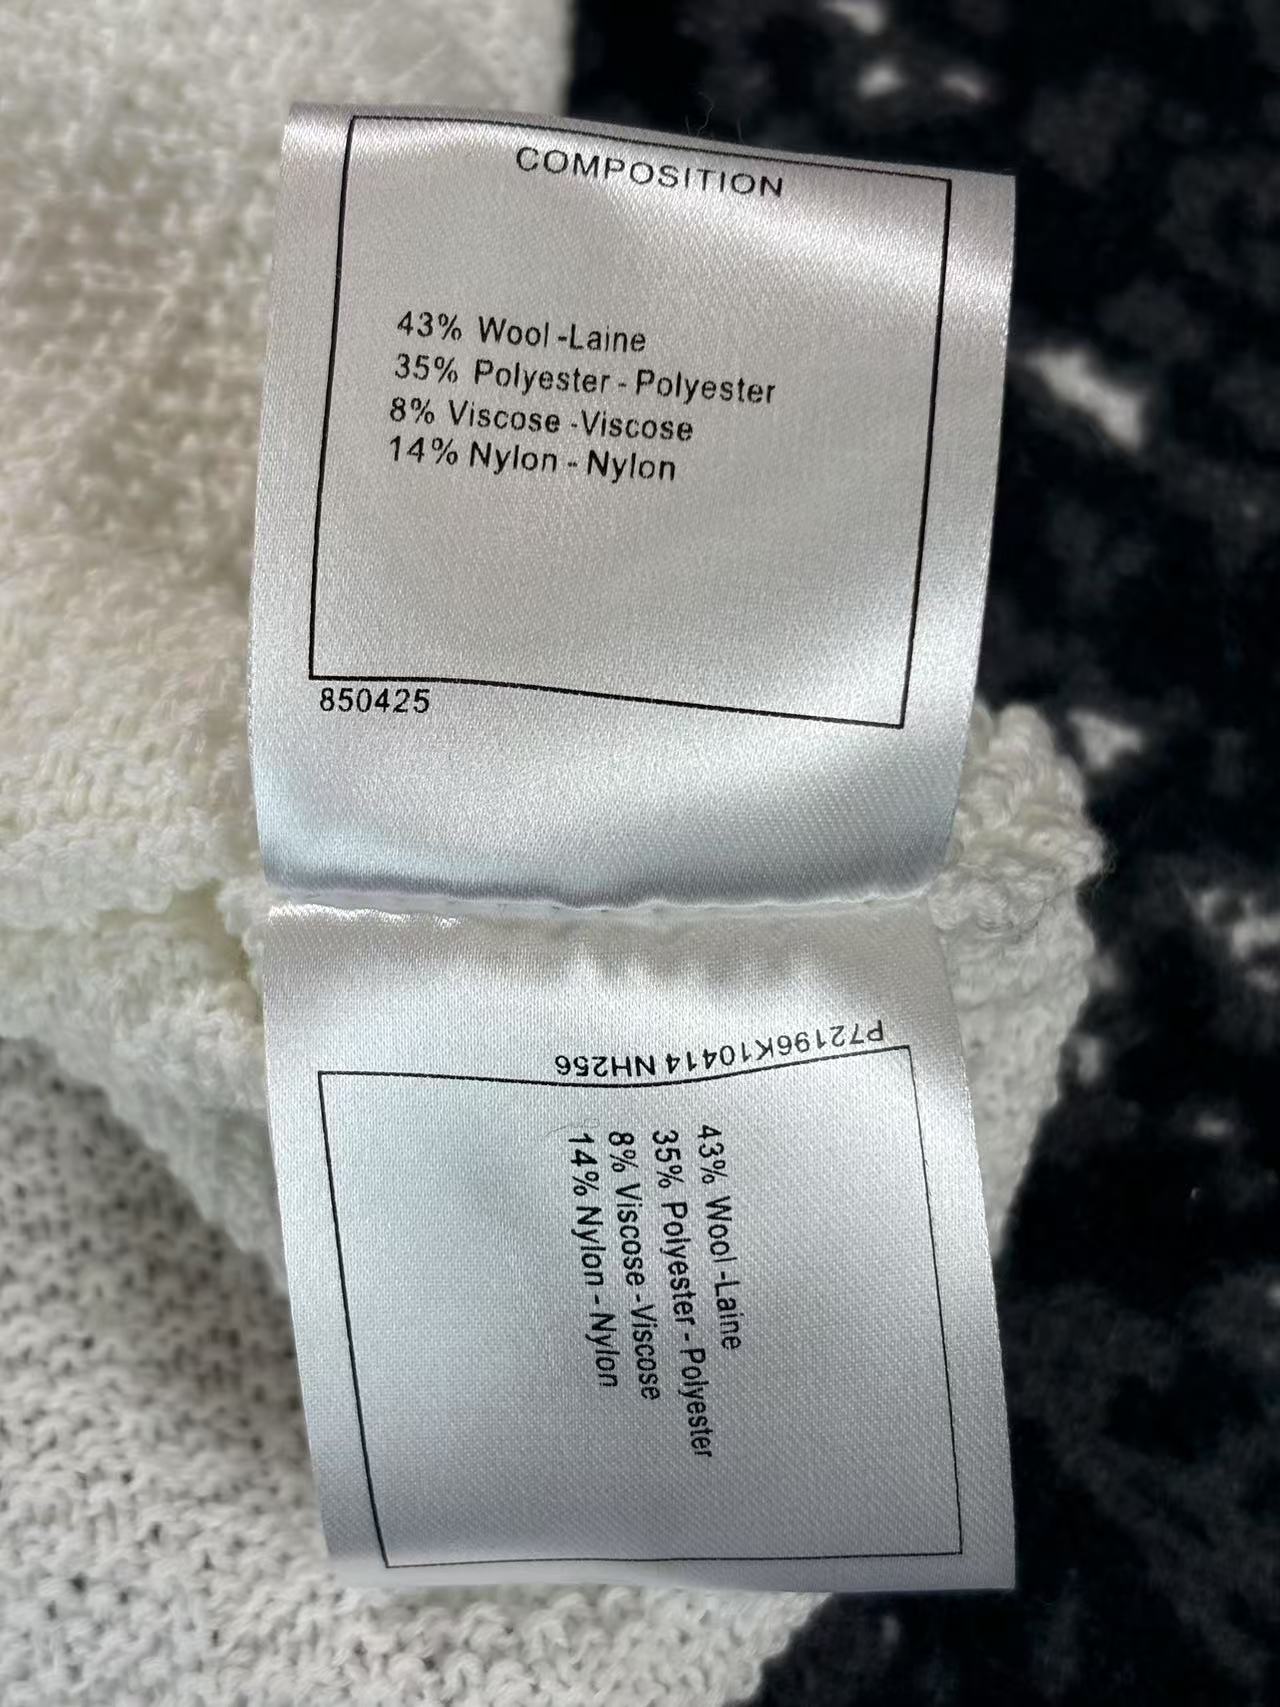 COMPOSITION
43% Wool -Laine
35% Polyester - Polyester
8% Viscose -Viscose
14% Nylon - Nylon
850425
P72196K10414 NH256
43% Wool -Laine
35% Polyester - Polyester
8% Viscose -Viscose
14% Nylon - Nylon